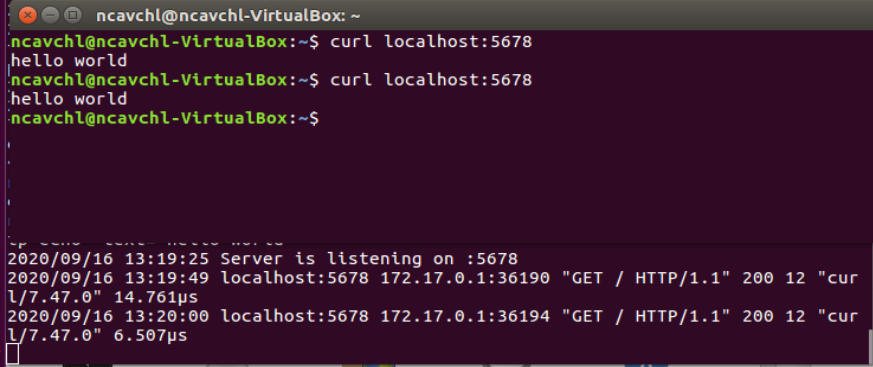 ncavchl@ncavchl-VirtualBox: ~
ncavchl@ncavchl-VirtualBox:~$ curl localhost:5678
hello world
ncavchl@ncavchl-VirtualBox:~$ curl localhost:5678
hello world
ncavchl@ncavchl-VirtualBox:~$
2020/09/16 13:19:25 Server is listening on :5678
2020/09/16 13:19:49 localhost:5678 172.17.0.1:36190 "GET / HTTP/1.1" 200 12 "cur
l/7.47.0" 14.761µs
2020/09/16 13:20:00 localhost:5678 172.17.0.1:36194 "GET / HTTP/1.1" 200 12 "cur
l/7.47.0" 6.507µs